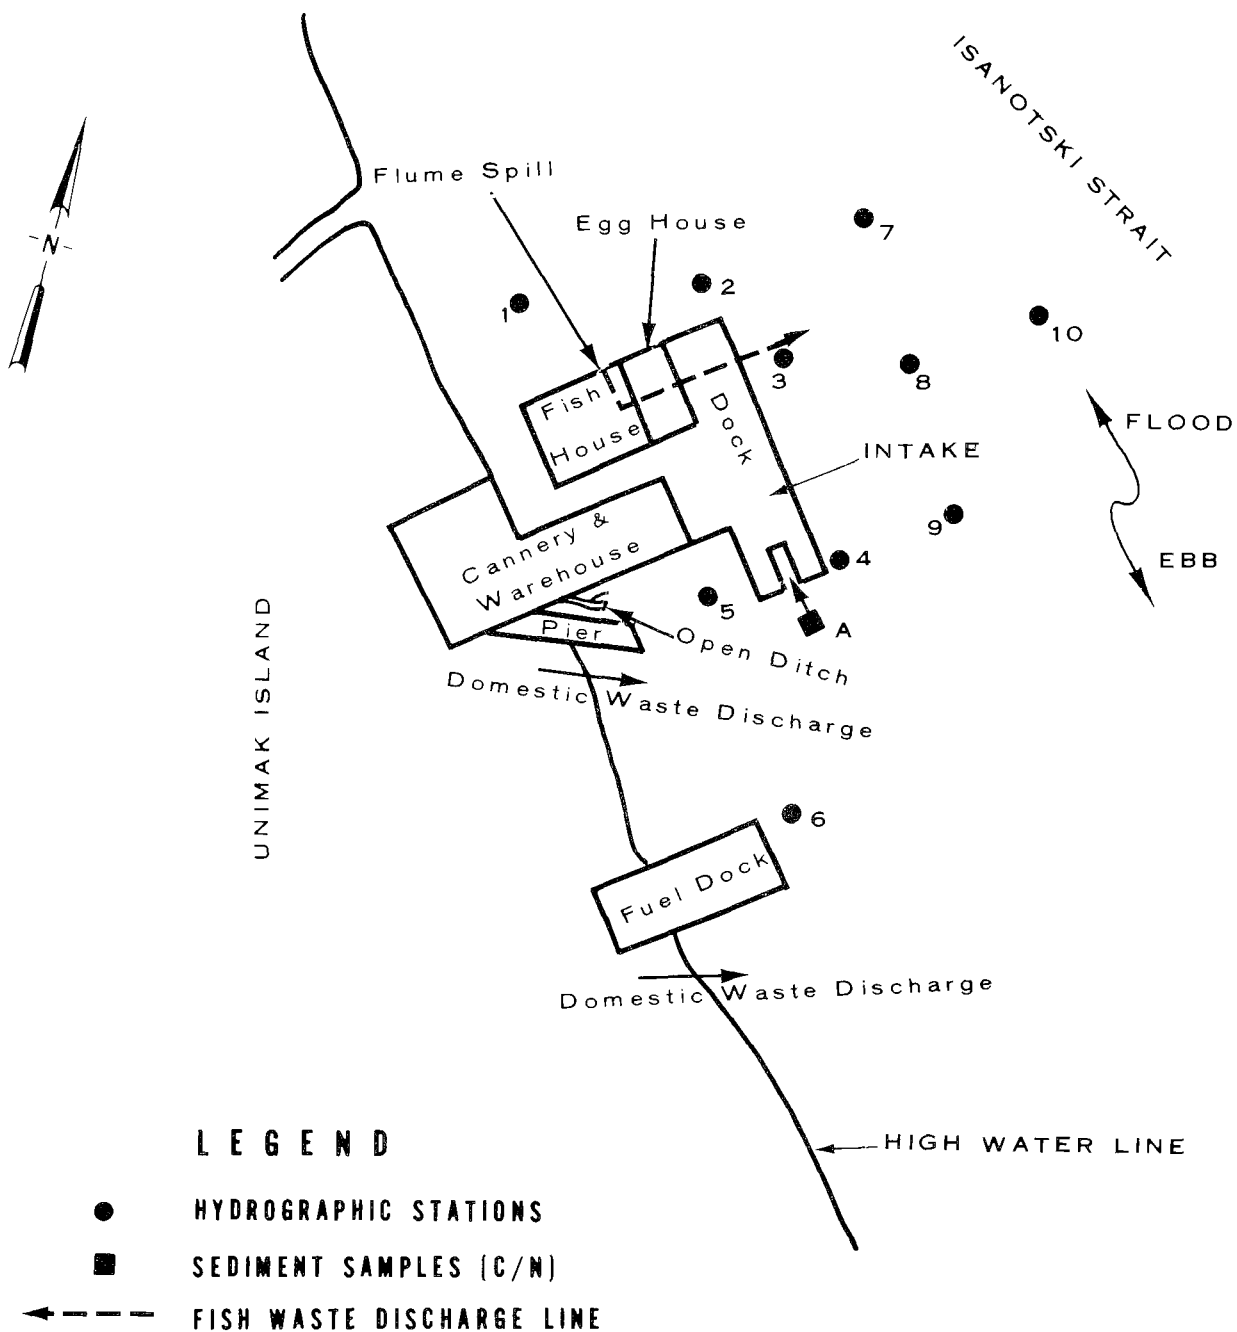 ISANOTSKI STRAIT
Flume Spill
Egg House
7
N
2
1
10
3
8
Fish
House
Dock
FLOOD
INTAKE
9
Cannery &
Warehouse
4
EBB
5
A
Pier
Open Ditch
Domestic Waste Discharge
UNIMAK ISLAND
6
Fuel Dock
Domestic Waste Discharge
HIGH WATER LINE
LEGEND
HYDROGRAPHIC STATIONS
SEDIMENT SAMPLES (C/N)
FISH WASTE DISCHARGE LINE